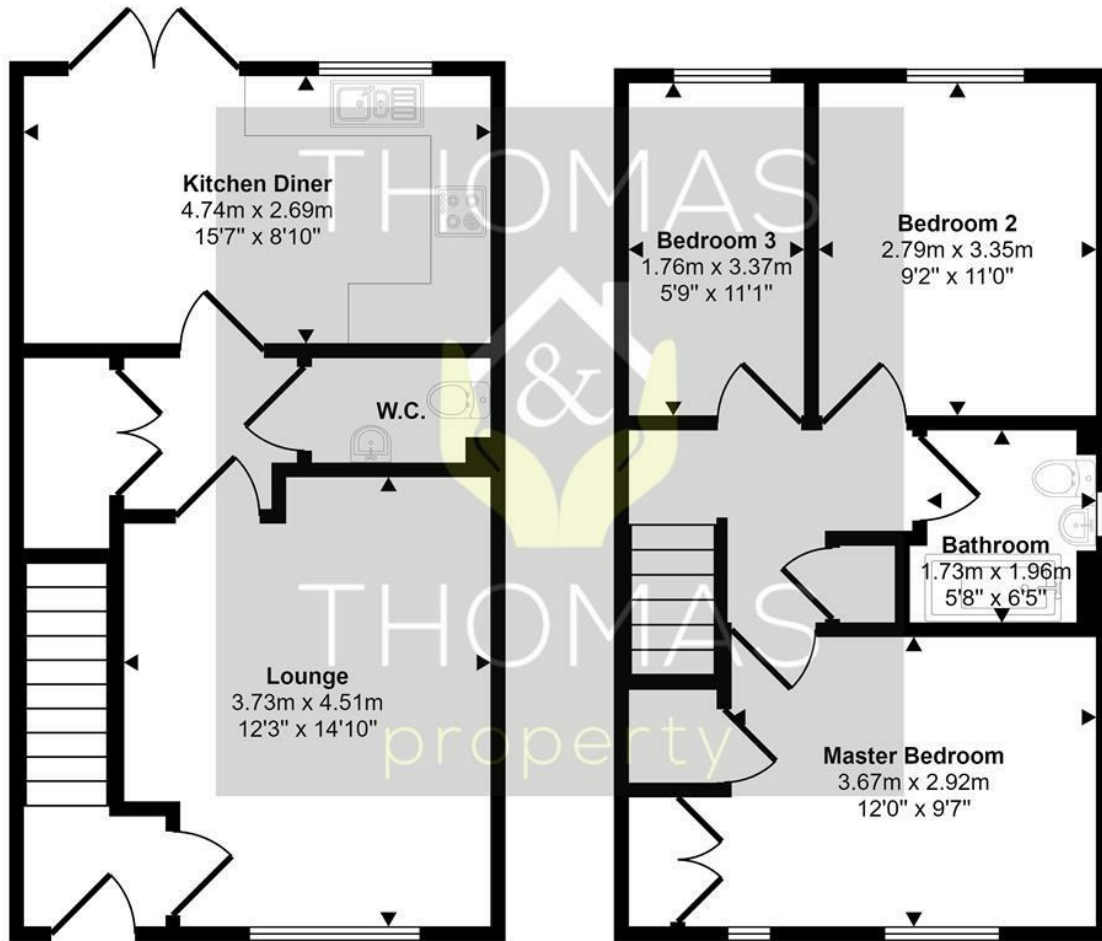 THOMAS
&
THOMAS
property
Kitchen Diner
4.74m x 2.69m
15'7" x 8'10"
W.C.
Lounge
3.73m x 4.51m
12'3" x 14'10"
Bedroom 3
1.76m x 3.37m
5'9" x 11'1"
Bedroom 2
2.79m x 3.35m
9'2" x 11'0"
Bathroom
1.73m x 1.96m
5'8" x 6'5"
Master Bedroom
3.67m x 2.92m
12'0" x 9'7"